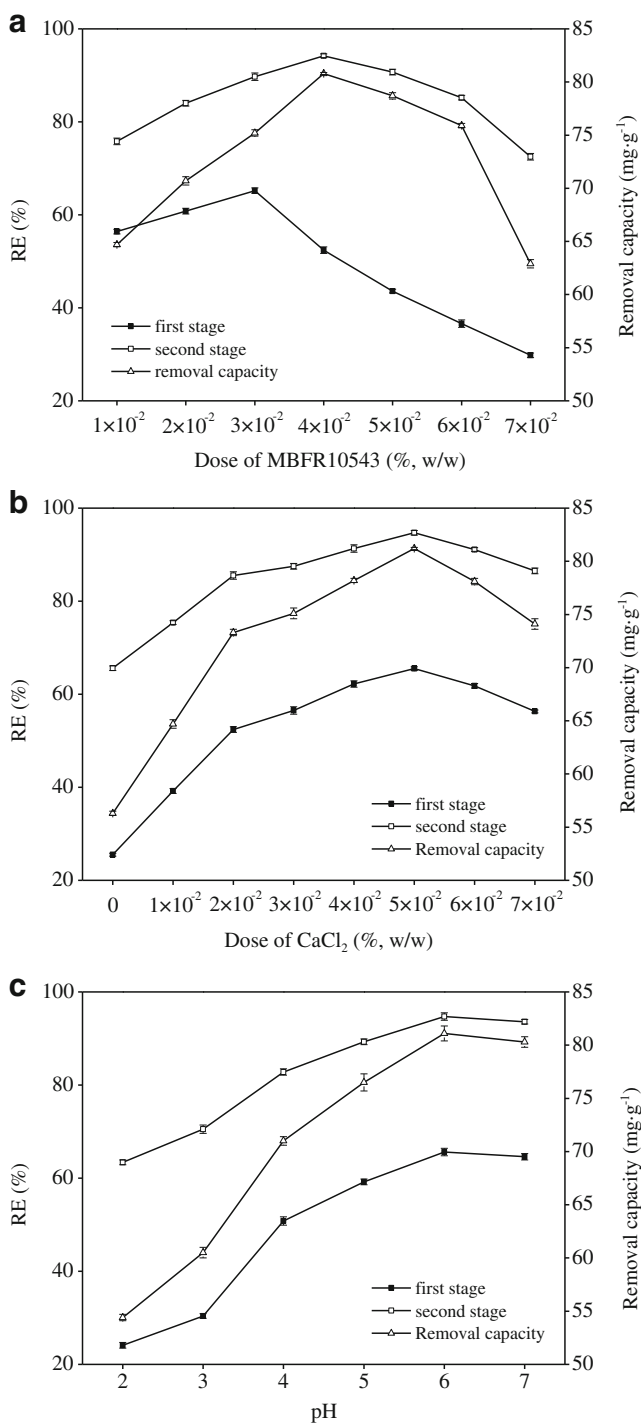 a
100
80
60
40
20
RE (%)
85
80
75
70
65
60
55
50
Removal capacity (mg·g⁻¹)
first stage
second stage
removal capacity
1×10⁻² 2×10⁻² 3×10⁻² 4×10⁻² 5×10⁻² 6×10⁻² 7×10⁻²
Dose of MBFR10543 (%, w/w)
b
100
80
60
40
20
RE (%)
85
80
75
70
65
60
55
50
Removal capacity (mg·g⁻¹)
first stage
second stage
Removal capacity
0 1×10⁻² 2×10⁻² 3×10⁻² 4×10⁻² 5×10⁻² 6×10⁻² 7×10⁻²
Dose of CaCl₂ (%, w/w)
c
100
80
60
40
20
RE (%)
85
80
75
70
65
60
55
50
Removal capacity (mg·g⁻¹)
first stage
second stage
Removal capacity
2 3 4 5 6 7
pH